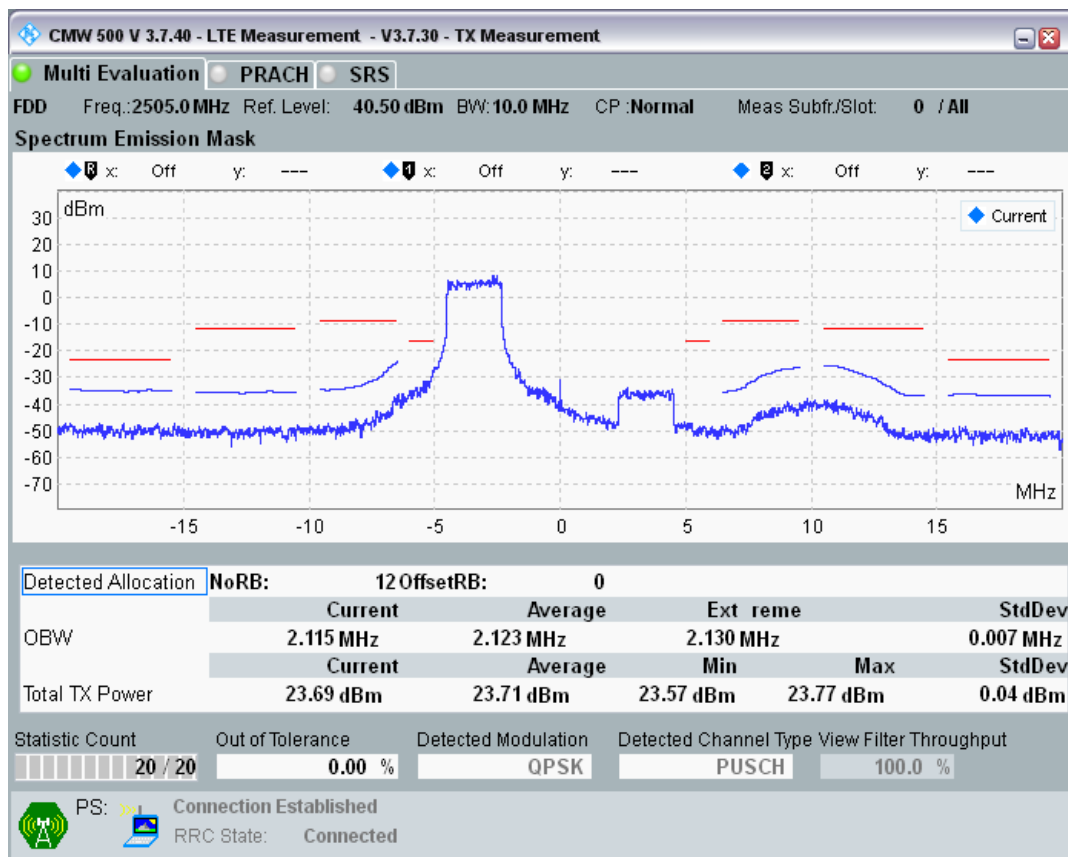 CMW 500 V 3.7.40 - LTE Measurement - V3.7.30 - TX Measurement
Multi Evaluation PRACH SRS
FDD Freq.:2505.0 MHz Ref. Level: 40.50 dBm BW:10.0 MHz CP :Normal Meas Subfr./Slot: 0 / All
Spectrum Emission Mask
R x: Off y: --- 1 x: Off y: --- 2 x: Off y: ---
dBm
Current
30
20
10
0
-10
-20
-30
-40
-50
-60
-70
MHz
-15 -10 -5 0 5 10 15
Detected Allocation NoRB: 12 OffsetRB: 0
Current Average Ext reme StdDev
OBW 2.115 MHz 2.123 MHz 2.130 MHz 0.007 MHz
Current Average Min Max StdDev
Total TX Power 23.69 dBm 23.71 dBm 23.57 dBm 23.77 dBm 0.04 dBm
Statistic Count Out of Tolerance Detected Modulation Detected Channel Type View Filter Throughput
20 / 20 0.00 % QPSK PUSCH 100.0 %
PS: Connection Established
RRC State: Connected